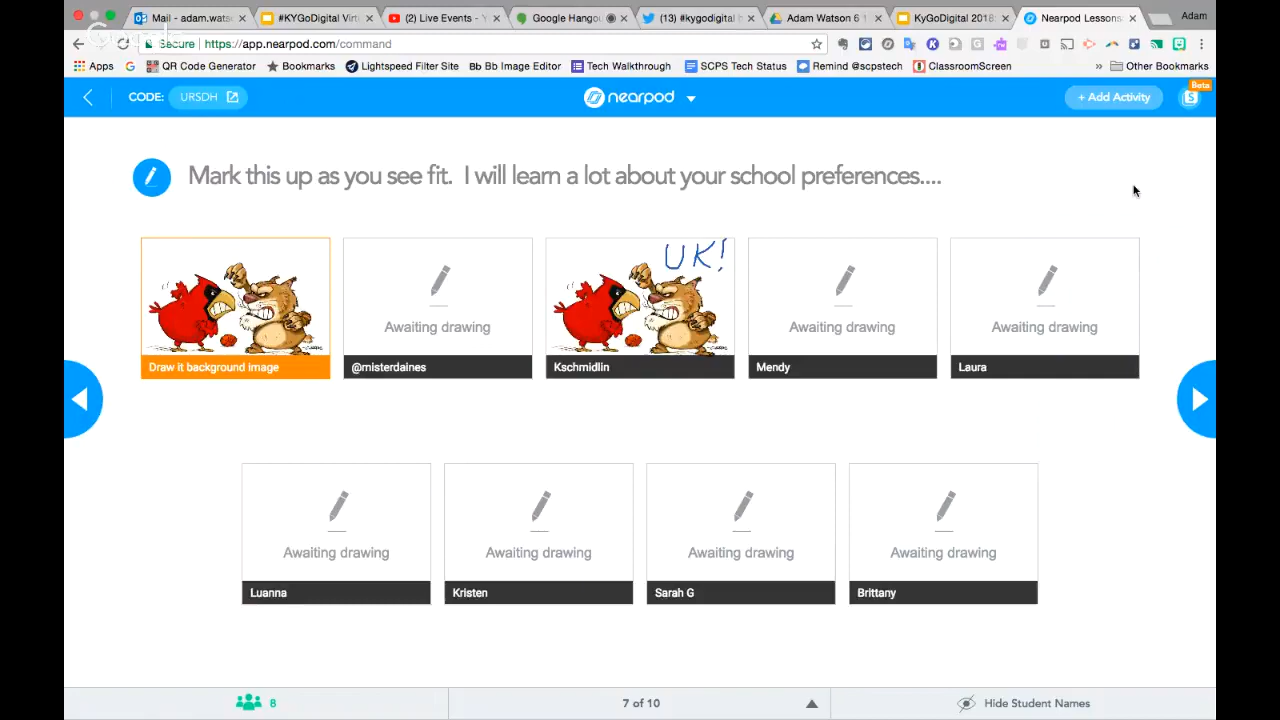 Mail - adam.wats
#KYGoDigital Virt
(2) Live Events - Y
Google Hangou
(13) #kygodigital h
Adam Watson 6 1
KyGoDigital 2018:
Nearpod Lessons
Adam
Secure
https://app.nearpod.com/command
Apps
QR Code Generator
Bookmarks
Lightspeed Filter Site
Bb Bb Image Editor
Tech Walkthrough
SCPS Tech Status
Remind @scpstech
ClassroomScreen
»
Other Bookmarks
CODE: URSDH
nearpod
+ Add Activity
Beta
S
Mark this up as you see fit. I will learn a lot about your school preferences....
UK!
Awaiting drawing
Awaiting drawing
Awaiting drawing
Draw it background image
@misterdaines
Kschmidlin
Mendy
Laura
Awaiting drawing
Awaiting drawing
Awaiting drawing
Awaiting drawing
Luanna
Kristen
Sarah G
Brittany
8
7 of 10
Hide Student Names